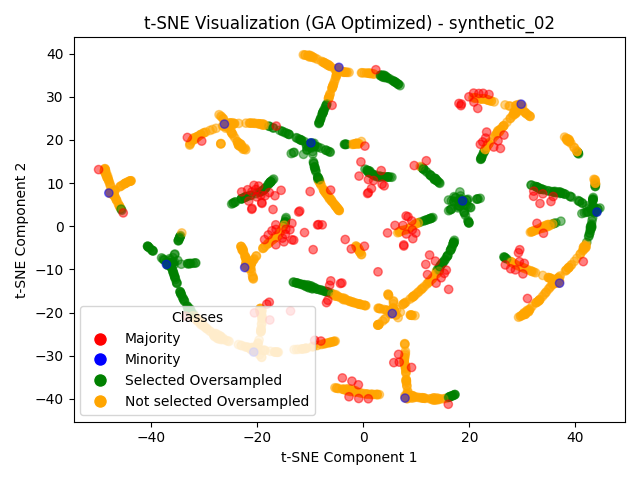 t-SNE Visualization (GA Optimized) - synthetic_02
t-SNE Component 2
40
30
20
10
0
−10
−20
−30
−40
Classes
Majority
Minority
Selected Oversampled
Not selected Oversampled
−40
−20
0
20
40
t-SNE Component 1